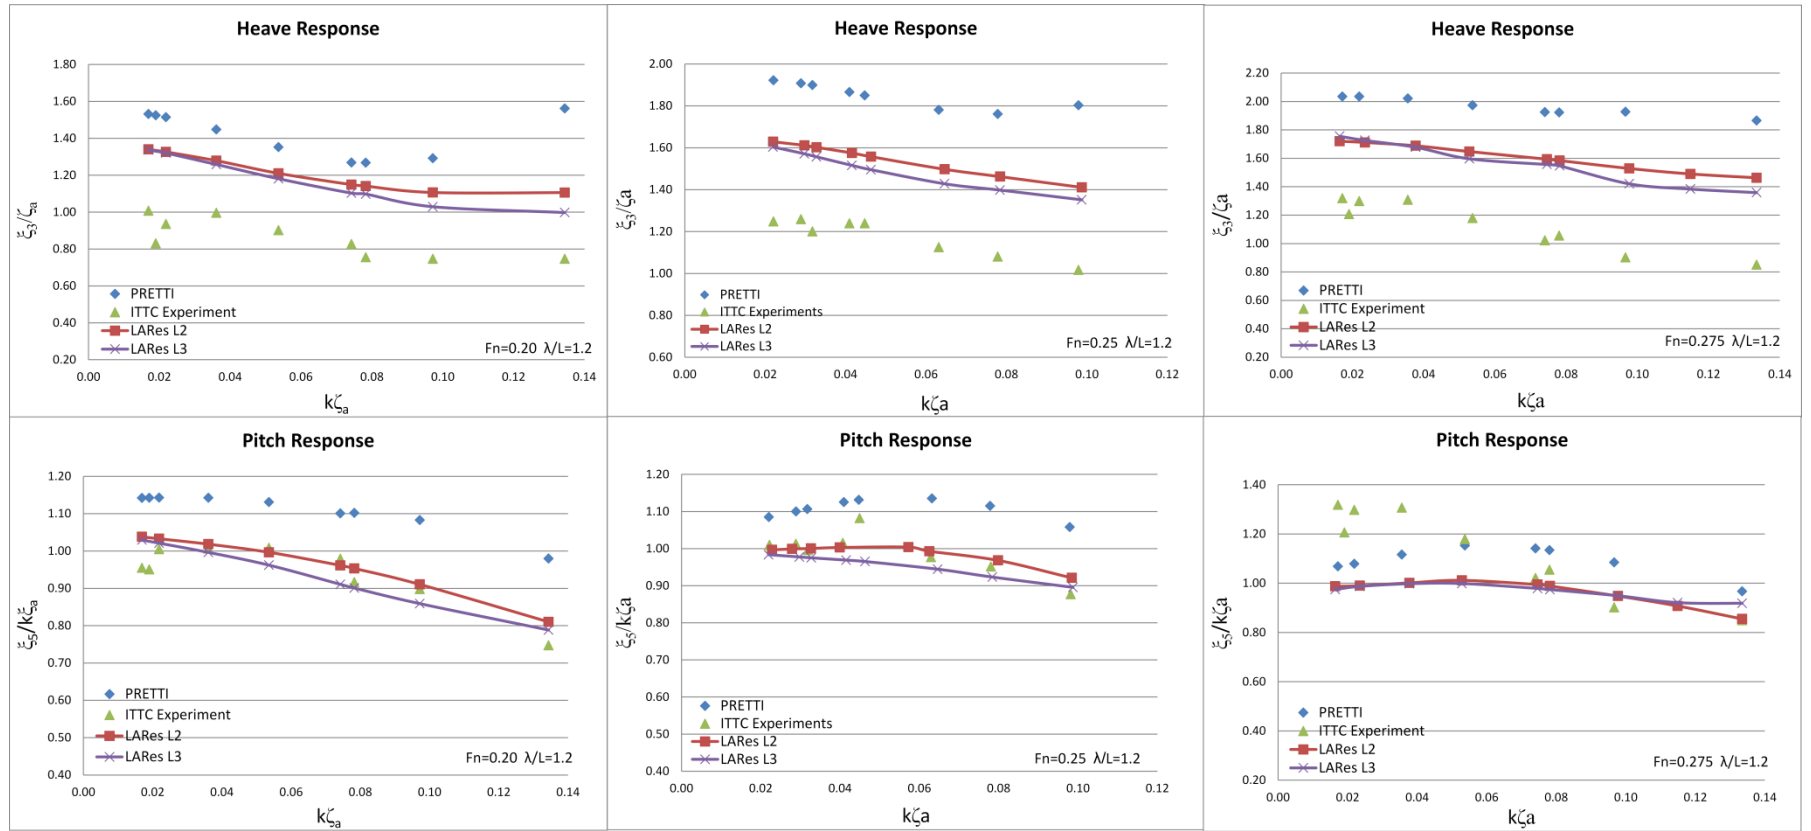 Heave Response
1.80
1.60
1.40
1.20
1.00
0.80
0.60
0.40
0.20
ξ₃/ζₐ
PRETTI
ITTC Experiment
LARes L2
LARes L3
Fn=0.20 λ/L=1.2
0.00 0.02 0.04 0.06 0.08 0.10 0.12 0.14
kζₐ
Heave Response
2.00
1.80
1.60
1.40
1.20
1.00
0.80
0.60
ξ₃/ζa
PRETTI
ITTC Experiments
LARes L2
LARes L3
Fn=0.25 λ/L=1.2
0.00 0.02 0.04 0.06 0.08 0.10 0.12
kζa
Heave Response
2.20
2.00
1.80
1.60
1.40
1.20
1.00
0.80
0.60
0.40
0.20
ξ₃/ζa
PRETTI
ITTC Experiment
LARes L2
LARes L3
Fn=0.275 λ/L=1.2
0.00 0.02 0.04 0.06 0.08 0.10 0.12 0.14
kζa
Pitch Response
1.20
1.10
1.00
0.90
0.80
0.70
0.60
0.50
0.40
ξ₅/kζₐ
PRETTI
ITTC Experiment
LARes L2
LARes L3
Fn=0.20 λ/L=1.2
0.00 0.02 0.04 0.06 0.08 0.10 0.12 0.14
kζₐ
Pitch Response
1.20
1.10
1.00
0.90
0.80
0.70
0.60
0.50
0.40
ξ₅/kζa
PRETTI
ITTC Experiments
LARes L2
LARes L3
Fn=0.25 λ/L=1.2
0.00 0.02 0.04 0.06 0.08 0.10 0.12
kζa
Pitch Response
1.40
1.20
1.00
0.80
0.60
0.40
0.20
ξ₅/kζa
PRETTI
ITTC Experiment
LARes L2
LARes L3
Fn=0.275 λ/L=1.2
0.00 0.02 0.04 0.06 0.08 0.10 0.12 0.14
kζa